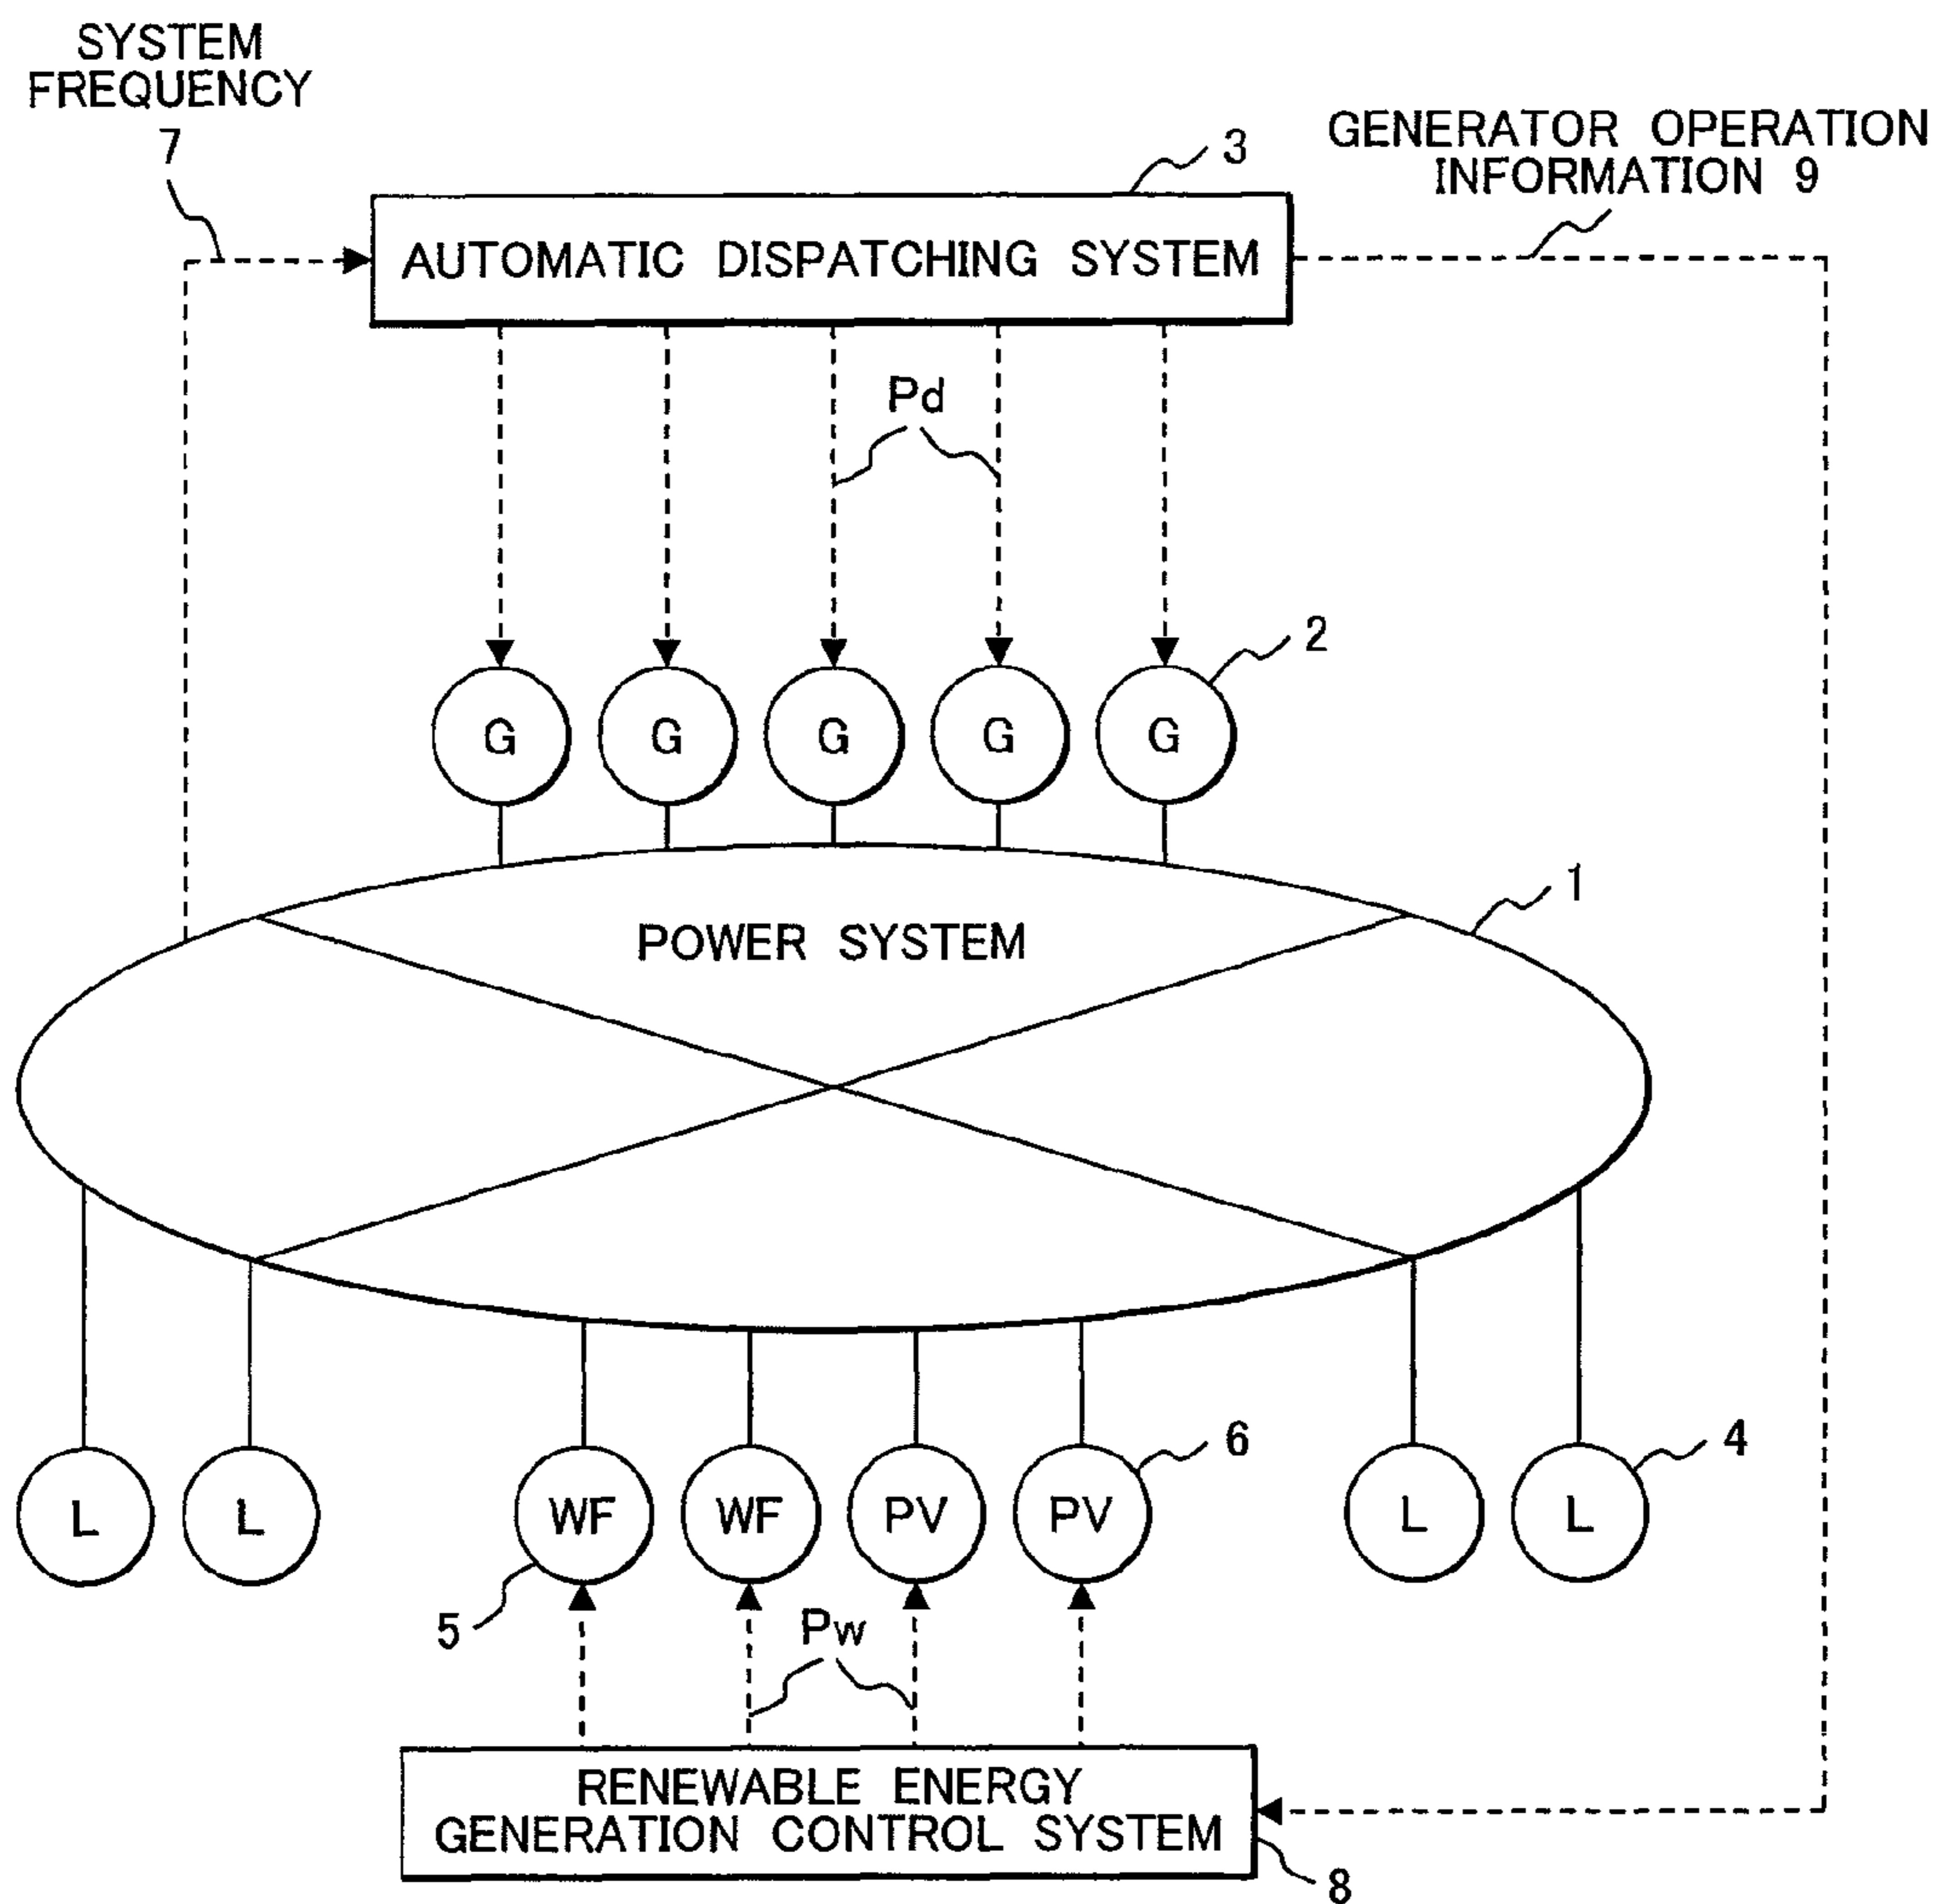 SYSTEM
FREQUENCY
7
3
GENERATOR OPERATION
INFORMATION 9
AUTOMATIC DISPATCHING SYSTEM
Pd
2
G G G G G
1
POWER SYSTEM
6
4
L L WF WF PV PV L L
5
Pw
RENEWABLE ENERGY
GENERATION CONTROL SYSTEM
8